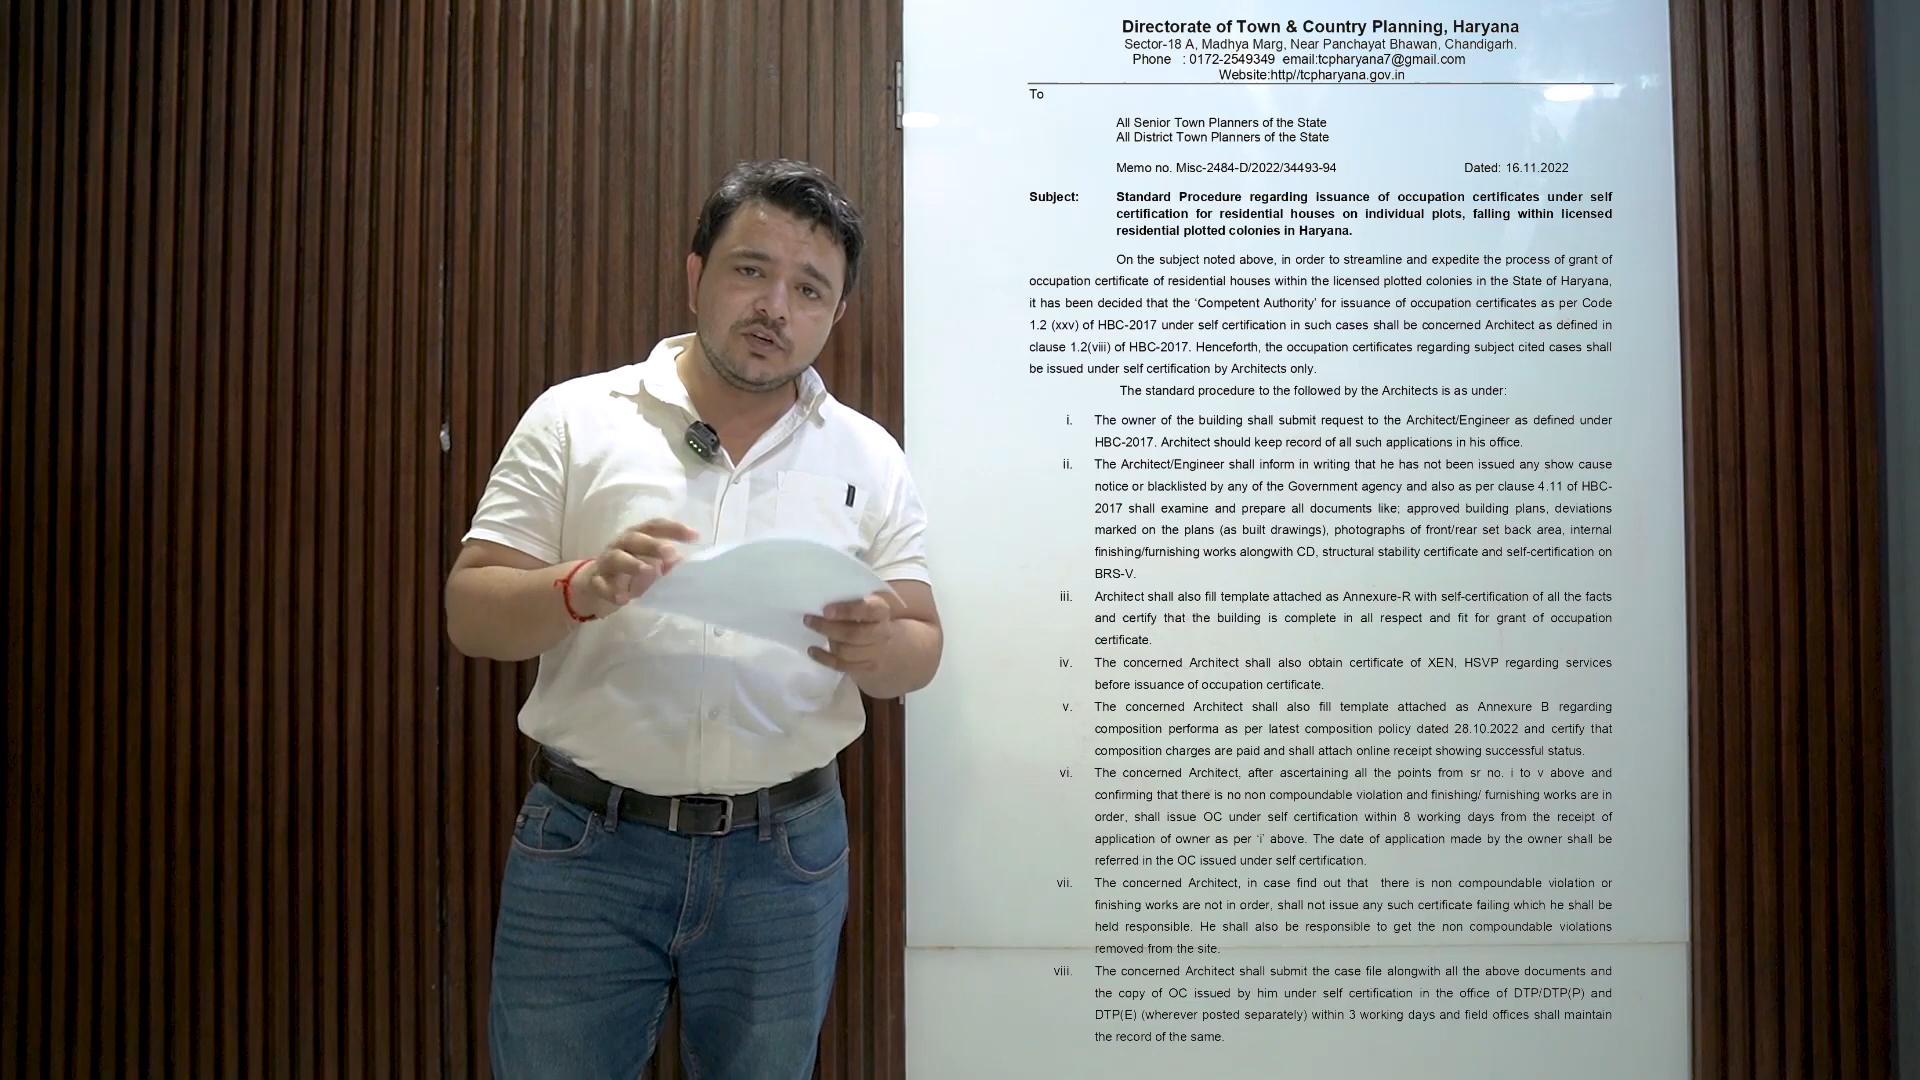 Directorate of Town & Country Planning, Haryana
Sector-18 A, Madhya Marg, Near Panchayat Bhawan, Chandigarh.
Phone : 0172-2549349 email:tcpharyana7@gmail.com
Website:http//tcpharyana.gov.in
To
All Senior Town Planners of the State
All District Town Planners of the State
Memo no. Misc-2484-D/2022/34493-94 Dated: 16.11.2022
Subject: Standard Procedure regarding issuance of occupation certificates under self
certification for residential houses on individual plots, falling within licensed
residential plotted colonies in Haryana.
On the subject noted above, in order to streamline and expedite the process of grant of
occupation certificate of residential houses within the licensed plotted colonies in the State of Haryana,
it has been decided that the ‘Competent Authority’ for issuance of occupation certificates as per Code
1.2 (xxv) of HBC-2017 under self certification in such cases shall be concerned Architect as defined in
clause 1.2(viii) of HBC-2017. Henceforth, the occupation certificates regarding subject cited cases shall
be issued under self certification by Architects only.
The standard procedure to the followed by the Architects is as under:
i. The owner of the building shall submit request to the Architect/Engineer as defined under
HBC-2017. Architect should keep record of all such applications in his office.
ii. The Architect/Engineer shall inform in writing that he has not been issued any show cause
notice or blacklisted by any of the Government agency and also as per clause 4.11 of HBC-
2017 shall examine and prepare all documents like; approved building plans, deviations
marked on the plans (as built drawings), photographs of front/rear set back area, internal
finishing/furnishing works alongwith CD, structural stability certificate and self-certification on
BRS-V.
iii. Architect shall also fill template attached as Annexure-R with self-certification of all the facts
and certify that the building is complete in all respect and fit for grant of occupation
certificate.
iv. The concerned Architect shall also obtain certificate of XEN, HSVP regarding services
before issuance of occupation certificate.
v. The concerned Architect shall also fill template attached as Annexure B regarding
composition performa as per latest composition policy dated 28.10.2022 and certify that
composition charges are paid and shall attach online receipt showing successful status.
vi. The concerned Architect, after ascertaining all the points from sr no. i to v above and
confirming that there is no non compoundable violation and finishing/ furnishing works are in
order, shall issue OC under self certification within 8 working days from the receipt of
application of owner as per ‘i’ above. The date of application made by the owner shall be
referred in the OC issued under self certification.
vii. The concerned Architect, in case find out that there is non compoundable violation or
finishing works are not in order, shall not issue any such certificate failing which he shall be
held responsible. He shall also be responsible to get the non compoundable violations
removed from the site.
viii. The concerned Architect shall submit the case file alongwith all the above documents and
the copy of OC issued by him under self certification in the office of DTP/DTP(P) and
DTP(E) (wherever posted separately) within 3 working days and field offices shall maintain
the record of the same.